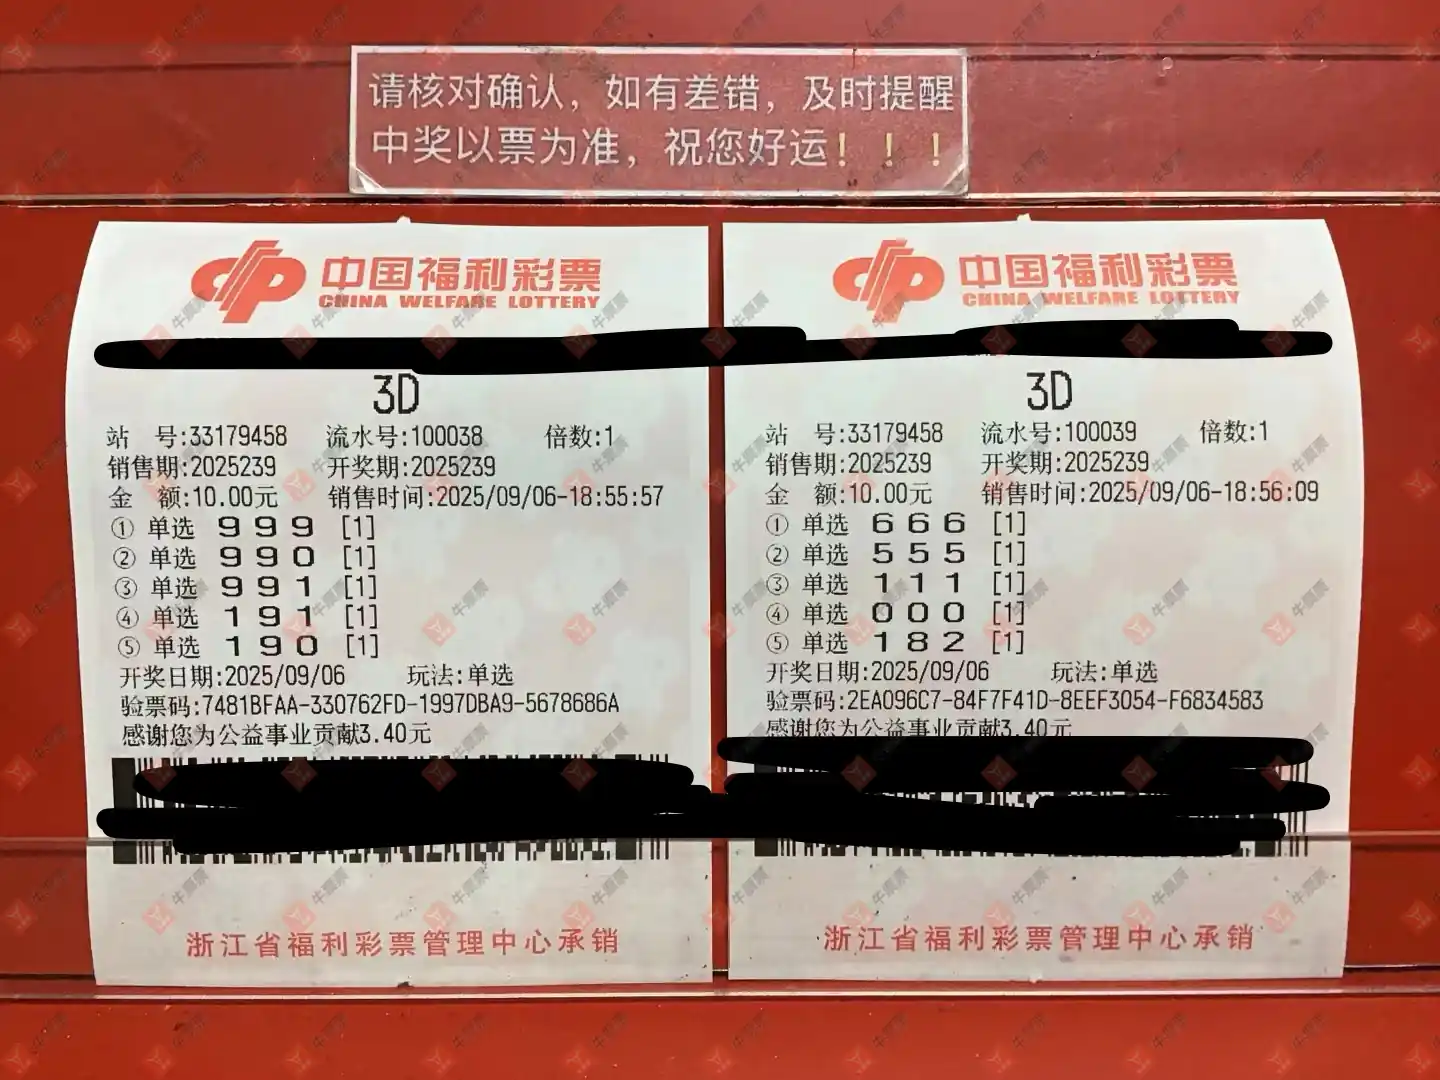 请核对确认，如有差错，及时提醒
中奖以票为准，祝您好运！！！
中国福利彩票
CHINA WELFARE LOTTERY
3D
站 号:33179458 流水号:100038 倍数:1
销售期:2025239 开奖期:2025239
金 额:10.00元 销售时间:2025/09/06-18:55:57
① 单选 9 9 9 [1]
② 单选 9 9 0 [1]
③ 单选 9 9 1 [1]
④ 单选 1 9 1 [1]
⑤ 单选 1 9 0 [1]
开奖日期:2025/09/06 玩法:单选
验票码:7481BFAA-330762FD-1997DBA9-5678686A
感谢您为公益事业贡献3.40元
浙江省福利彩票管理中心承销
中国福利彩票
CHINA WELFARE LOTTERY
3D
站 号:33179458 流水号:100039 倍数:1
销售期:2025239 开奖期:2025239
金 额:10.00元 销售时间:2025/09/06-18:56:09
① 单选 6 6 6 [1]
② 单选 5 5 5 [1]
③ 单选 1 1 1 [1]
④ 单选 0 0 0 [1]
⑤ 单选 1 8 2 [1]
开奖日期:2025/09/06 玩法:单选
验票码:2EA096C7-84F7F41D-8EEF3054-F6834583
感谢您为公益事业贡献3.40元
浙江省福利彩票管理中心承销